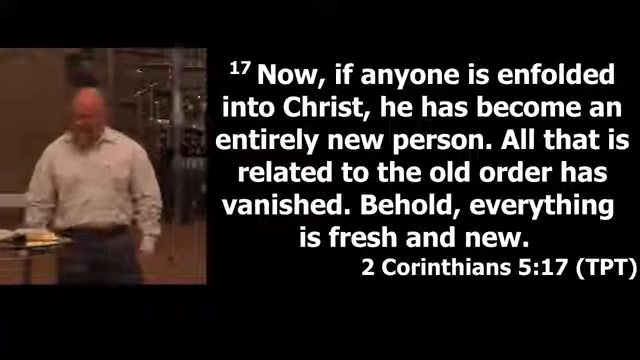 17 Now, if anyone is enfolded
into Christ, he has become an
entirely new person. All that is
related to the old order has
vanished. Behold, everything
is fresh and new.
2 Corinthians 5:17 (TPT)